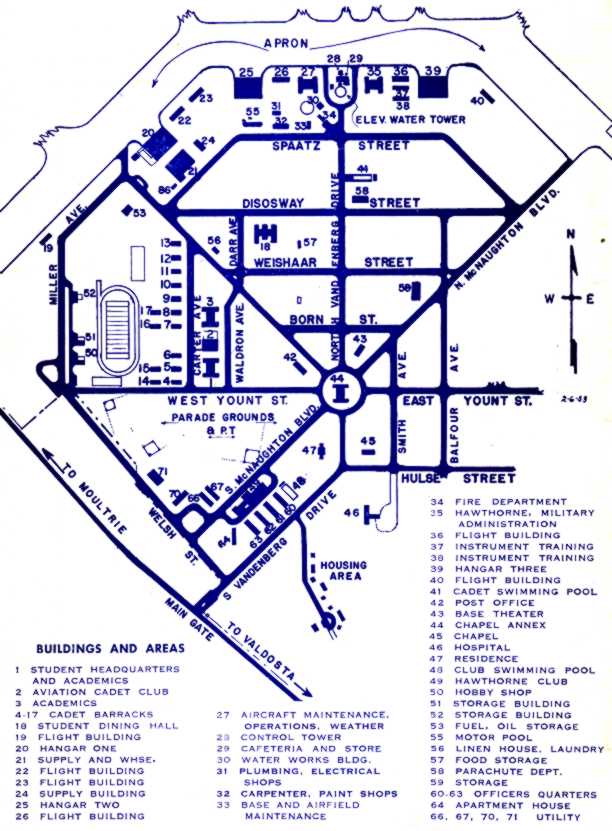 APRON
28
29
25
26
27
35
36
39
37
38
40
23
22
31
30
55
32
33
34
ELEV. WATER TOWER
20
24
21
SPAATZ STREET
86
44
58
DISOSWAY STREET
53
19
MILLER AVE.
DARR AVE
NORTH VANDENBERG DRIVE
N. McNAUGHTON BLVD.
13
56
18
57
12
WEISHAAR STREET
11
N
W
E
S
52
10
9
17
8
16
7
3
2
58
BORN ST.
51
50
CARTER AVE
WALDRON AVE
6
15
5
14
4
42
43
44
SMITH AVE.
BALFOUR AVE.
WEST YOUNT ST.
EAST YOUNT ST.
2-6-53
PARADE GROUNDS
& P.T
S. McNAUGHTON BLVD.
47
45
HULSE STREET
71
70
66
67
49
48
64
63
62
61
60
46
TO MOULTRIE
WELSH ST.
S VANDENBERG DRIVE
HOUSING
AREA
MAIN GATE
TO VALDOSTA
BUILDINGS AND AREAS
1 STUDENT HEADQUARTERS
AND ACADEMICS
2 AVIATION CADET CLUB
3 ACADEMICS
4-17 CADET BARRACKS
18 STUDENT DINING HALL
19 FLIGHT BUILDING
20 HANGAR ONE
21 SUPPLY AND WHSE.
22 FLIGHT BUILDING
23 FLIGHT BUILDING
24 SUPPLY BUILDING
25 HANGAR TWO
26 FLIGHT BUILDING
27 AIRCRAFT MAINTENANCE,
OPERATIONS, WEATHER
28 CONTROL TOWER
29 CAFETERIA AND STORE
30 WATER WORKS BLDG.
31 PLUMBING, ELECTRICAL
SHOPS
32 CARPENTER, PAINT SHOPS
33 BASE AND AIRFIELD
MAINTENANCE
34 FIRE DEPARTMENT
35 HAWTHORNE, MILITARY
ADMINISTRATION
36 FLIGHT BUILDING
37 INSTRUMENT TRAINING
38 INSTRUMENT TRAINING
39 HANGAR THREE
40 FLIGHT BUILDING
41 CADET SWIMMING POOL
42 POST OFFICE
43 BASE THEATER
44 CHAPEL ANNEX
45 CHAPEL
46 HOSPITAL
47 RESIDENCE
48 CLUB SWIMMING POOL
49 HAWTHORNE CLUB
50 HOBBY SHOP
51 STORAGE BUILDING
52 STORAGE BUILDING
53 FUEL, OIL STORAGE
55 MOTOR POOL
56 LINEN HOUSE, LAUNDRY
57 FOOD STORAGE
58 PARACHUTE DEPT.
59 STORAGE
60-63 OFFICERS QUARTERS
64 APARTMENT HOUSE
66, 67, 70, 71 UTILITY